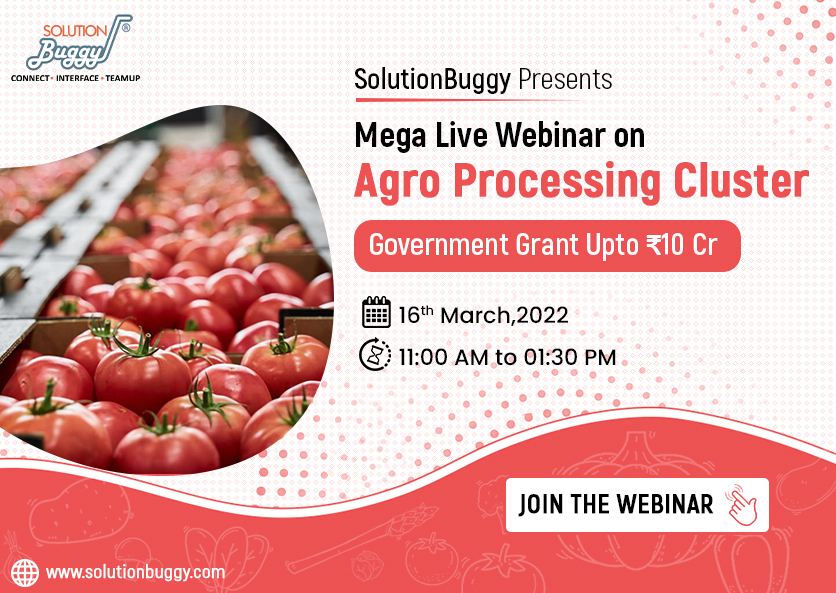 SOLUTION
Buggy®
CONNECT• INTERFACE • TEAMUP
SolutionBuggy Presents
Mega Live Webinar on
Agro Processing Cluster
Government Grant Upto ₹10 Cr
16th March,2022
11:00 AM to 01:30 PM
JOIN THE WEBINAR
www.solutionbuggy.com